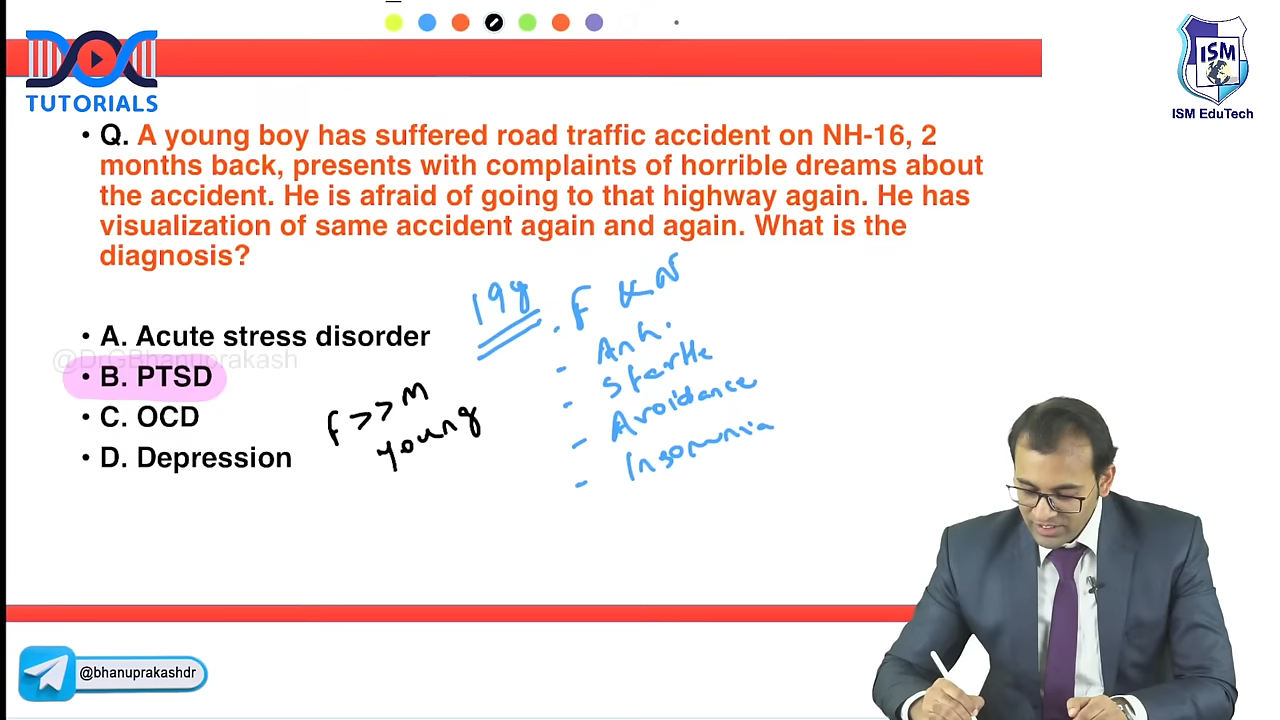 TUTORIALS
ISM
ISM EduTech
• Q. A young boy has suffered road traffic accident on NH-16, 2
months back, presents with complaints of horrible dreams about
the accident. He is afraid of going to that highway again. He has
visualization of same accident again and again. What is the
diagnosis?
• A. Acute stress disorder
@DrGBhanuprakash
• B. PTSD
• C. OCD
• D. Depression
F >> M
young
19y
. F
- Anh.
- Startle
- Avoidance
- Insomnia
@bhanuprakashdr